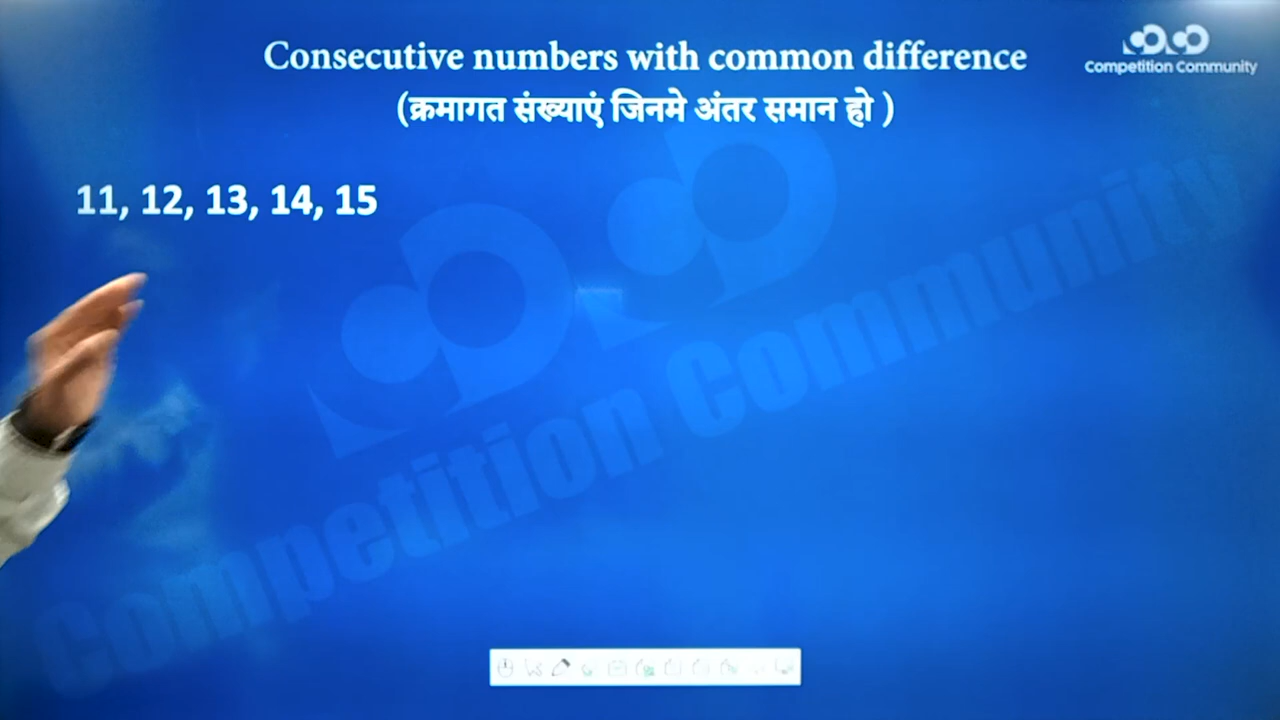 Consecutive numbers with common difference
Competition Community
(क्रमागत संख्याएं जिनमे अंतर समान हो )
11, 12, 13, 14, 15
Competition Community